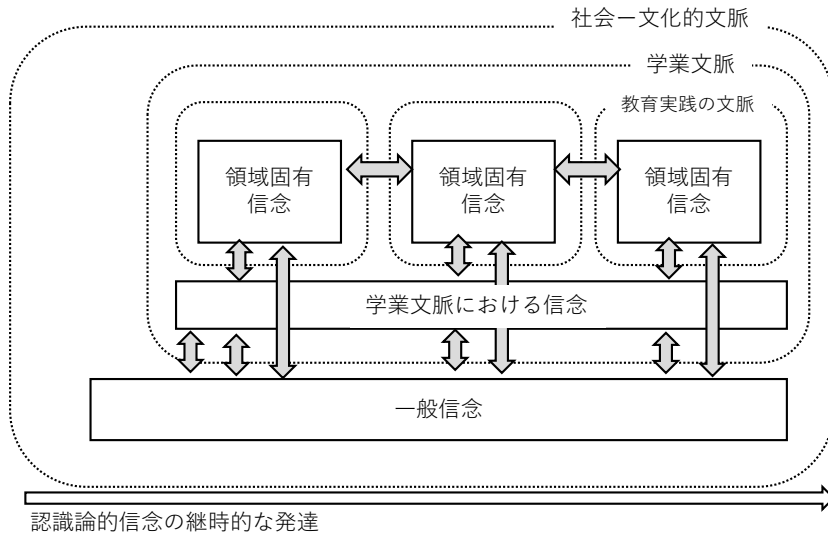 社会ー文化的文脈
学業文脈
教育実践の文脈
領域固有
信念
領域固有
信念
領域固有
信念
学業文脈における信念
一般信念
認識論的信念の継時的な発達